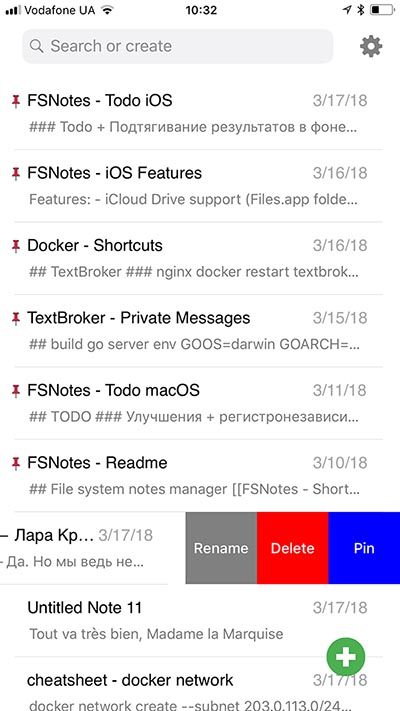 Vodafone UA 10:32
Search or create
FSNotes - Todo iOS 3/17/18
### Todo + Подтягивание результатов в фоне...
FSNotes - iOS Features 3/16/18
Features: - iCloud Drive support (Files.app folde...
Docker - Shortcuts 3/16/18
## TextBroker ### nginx docker restart textbrok...
TextBroker - Private Messages 3/15/18
## build go server env GOOS=darwin GOARCH=...
FSNotes - Todo macOS 3/11/18
## TODO ### Улучшения + регистронезависи...
FSNotes - Readme 3/10/18
## File system notes manager [[FSNotes - Short...
– Лара Кр... 3/17/18
- Да. Но мы ведь не...
Rename Delete Pin
Untitled Note 11 3/17/18
Tout va très bien, Madame la Marquise
cheatsheet - docker network 3/17/18
docker network create --subnet 203.0.113.0/24...